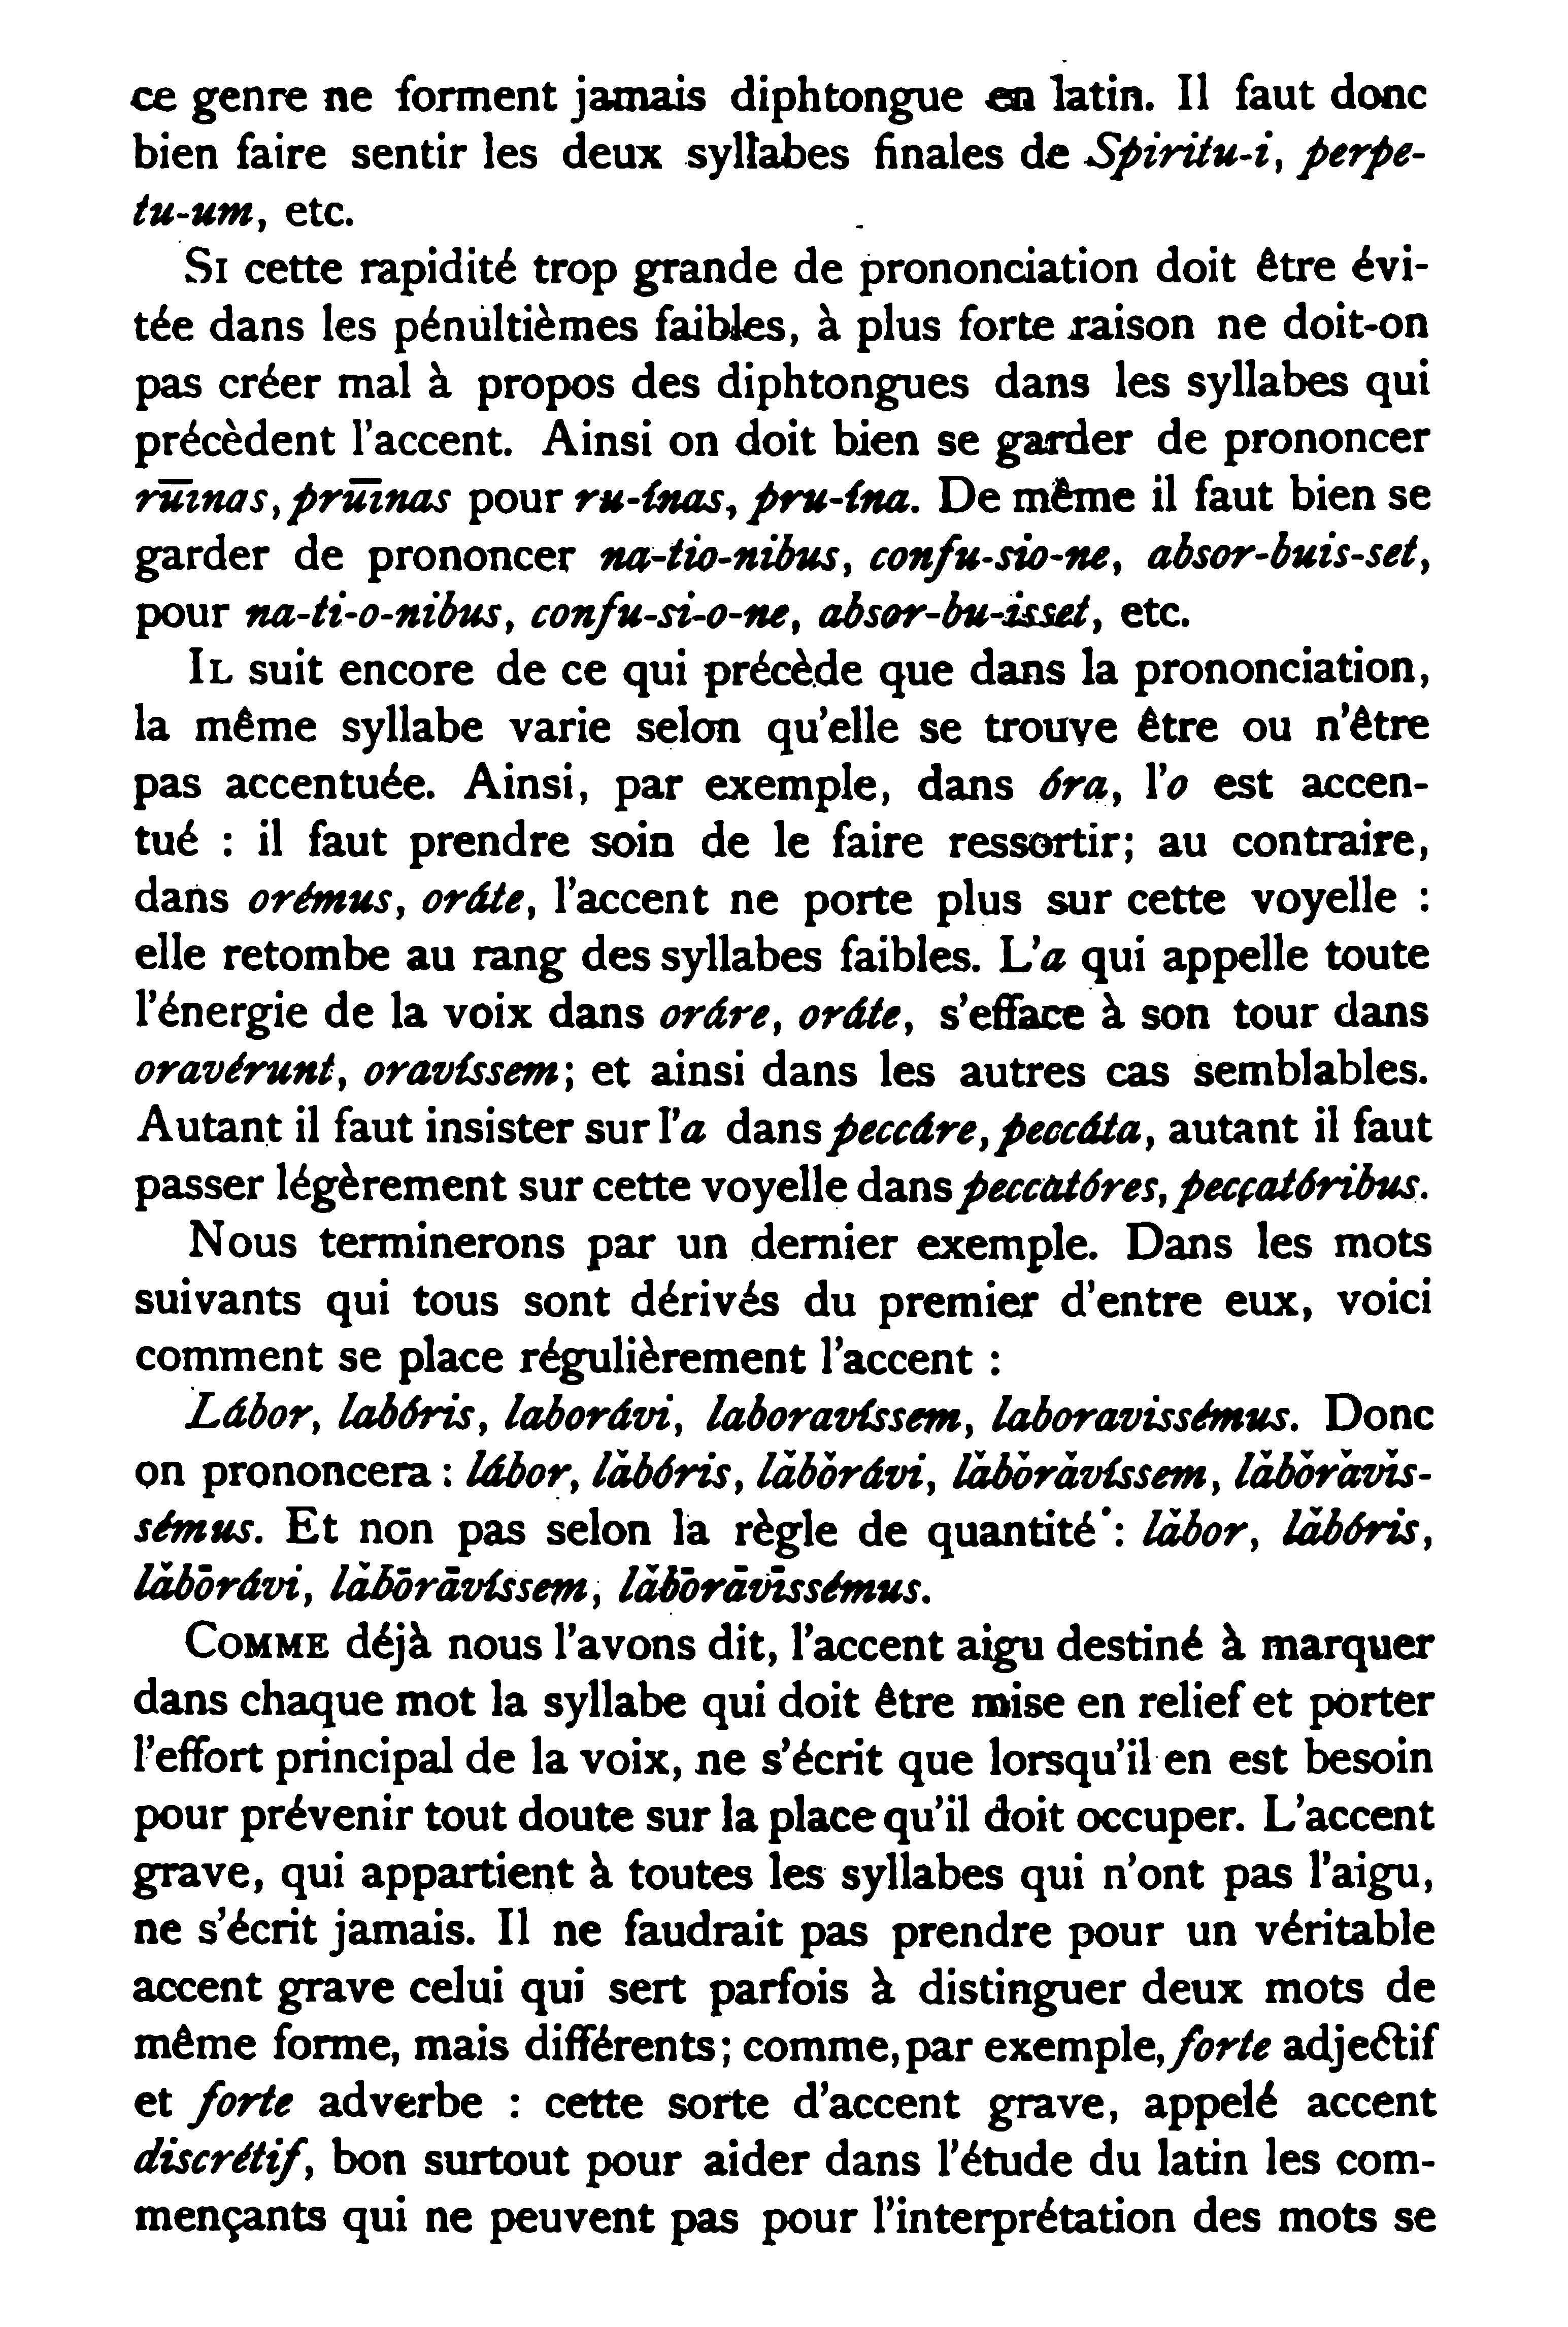 ce genre ne forment jamais diphtongue en latin. Il faut donc
bien faire sentir les deux syllabes finales de Spiritu-i, perpe-
tu-um, etc.
SI cette rapidité trop grande de prononciation doit être évi-
tée dans les pénultièmes faibles, à plus forte raison ne doit-on
pas créer mal à propos des diphtongues dans les syllabes qui
précèdent l'accent. Ainsi on doit bien se garder de prononcer
rūīnas, prūīnas pour ru-ínas, pru-ína. De même il faut bien se
garder de prononcer na-tio-nibus, confu-sio-ne, absor-buis-set,
pour na-ti-o-nibus, confu-si-o-ne, absor-bu-isset, etc.
IL suit encore de ce qui précède que dans la prononciation,
la même syllabe varie selon qu'elle se trouve être ou n'être
pas accentuée. Ainsi, par exemple, dans óra, l'o est accen-
tué : il faut prendre soin de le faire ressortir; au contraire,
dans orémus, oráte, l'accent ne porte plus sur cette voyelle :
elle retombe au rang des syllabes faibles. L'a qui appelle toute
l'énergie de la voix dans oráre, oráte, s'efface à son tour dans
oravérunt, oravíssem; et ainsi dans les autres cas semblables.
Autant il faut insister sur l'a dans peccáre, peccáta, autant il faut
passer légèrement sur cette voyelle dans peccatóres, peccatóribus.
Nous terminerons par un dernier exemple. Dans les mots
suivants qui tous sont dérivés du premier d'entre eux, voici
comment se place régulièrement l'accent :
Lábor, labóris, laborávi, laboravíssem, laboravissémus. Donc
on prononcera : lábor, lăbóris, lăbŏrávi, lăbŏrăvíssem, lăbŏrăvĭs-
sémus. Et non pas selon la règle de quantité : lăbor, lăbóris,
lăbōrávi, lăbōrāvíssem, lăbōrāvīssémus.
COMME déjà nous l'avons dit, l'accent aigu destiné à marquer
dans chaque mot la syllabe qui doit être mise en relief et porter
l'effort principal de la voix, ne s'écrit que lorsqu'il en est besoin
pour prévenir tout doute sur la place qu'il doit occuper. L'accent
grave, qui appartient à toutes les syllabes qui n'ont pas l'aigu,
ne s'écrit jamais. Il ne faudrait pas prendre pour un véritable
accent grave celui qui sert parfois à distinguer deux mots de
même forme, mais différents; comme, par exemple, forte adjectif
et forte adverbe : cette sorte d'accent grave, appelé accent
discrétif, bon surtout pour aider dans l'étude du latin les com-
mençants qui ne peuvent pas pour l'interprétation des mots se